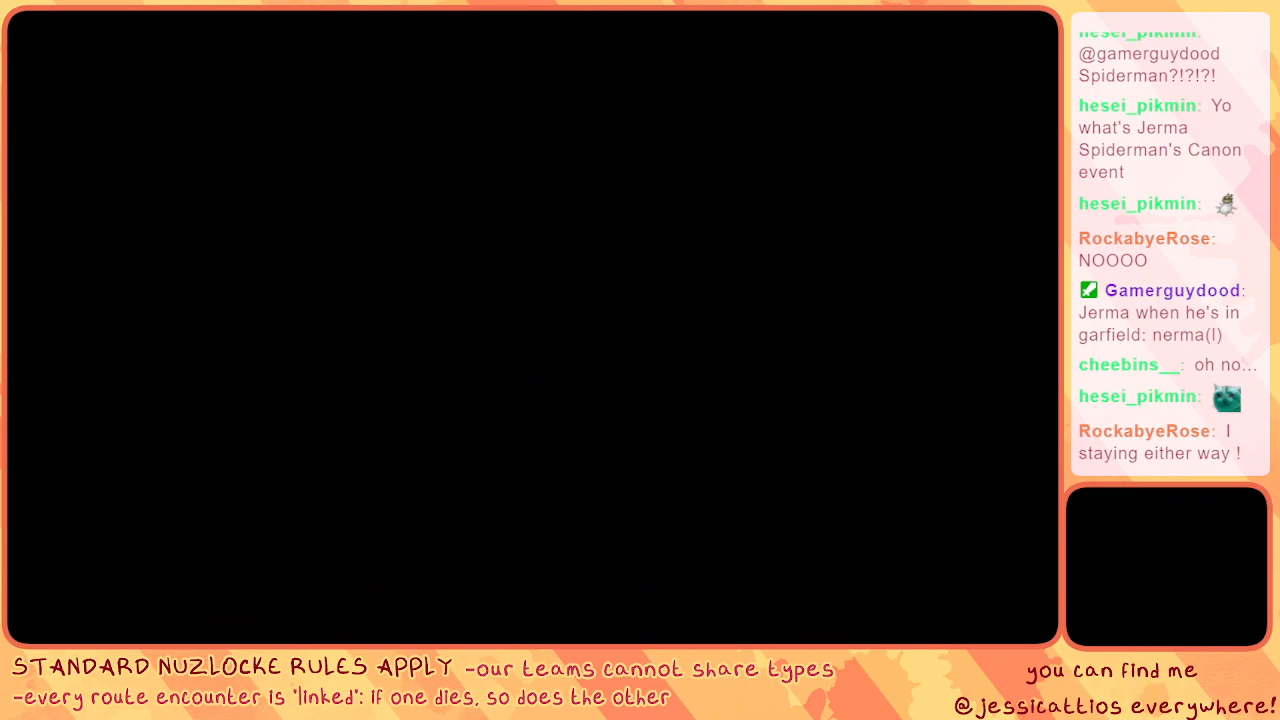 hesei_pikmin:
@gamerguydood
Spiderman?!?!?!
hesei_pikmin: Yo
what's Jerma
Spiderman's Canon
event
hesei_pikmin:
RockabyeRose:
NOOOO
Gamerguydood:
Jerma when he's in
garfield: nerma(l)
cheebins__: oh no...
hesei_pikmin:
RockabyeRose: I
staying either way !
STANDARD NUZLOCKE RULES APPLY -our teams cannot share types
-every route encounter is "linked": if one dies, so does the other
you can find me
@jessicattios everywhere!